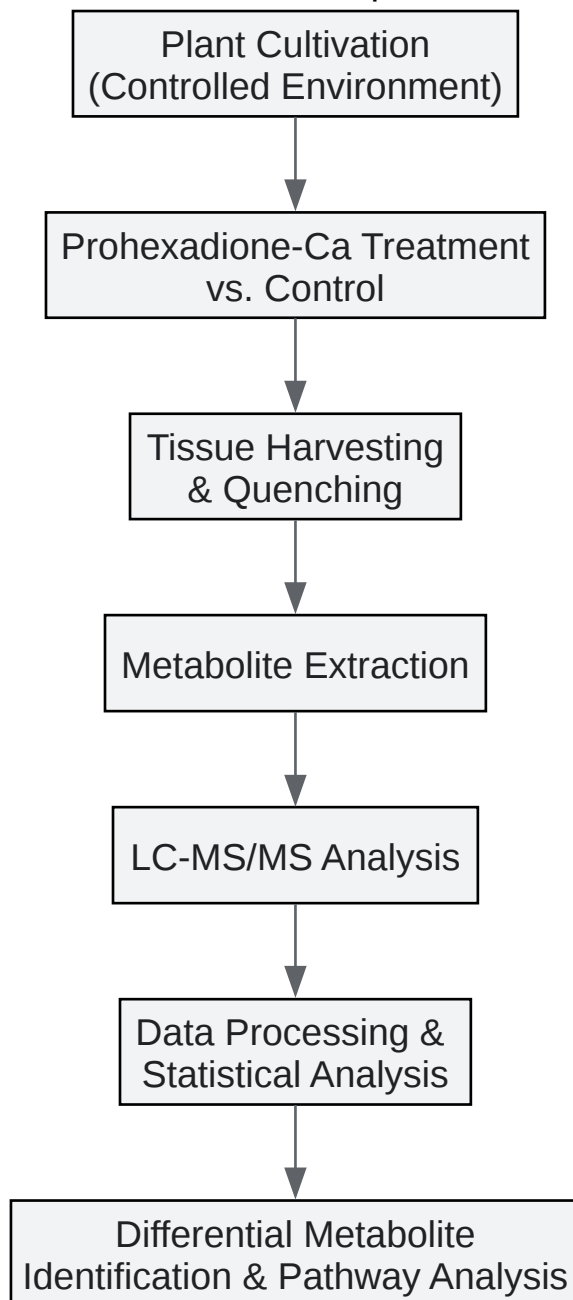 Plant Cultivation
(Controlled Environment)
Prohexadione-Ca Treatment
vs. Control
Tissue Harvesting
& Quenching
Metabolite Extraction
LC-MS/MS Analysis
Data Processing &
Statistical Analysis
Differential Metabolite
Identification & Pathway Analysis